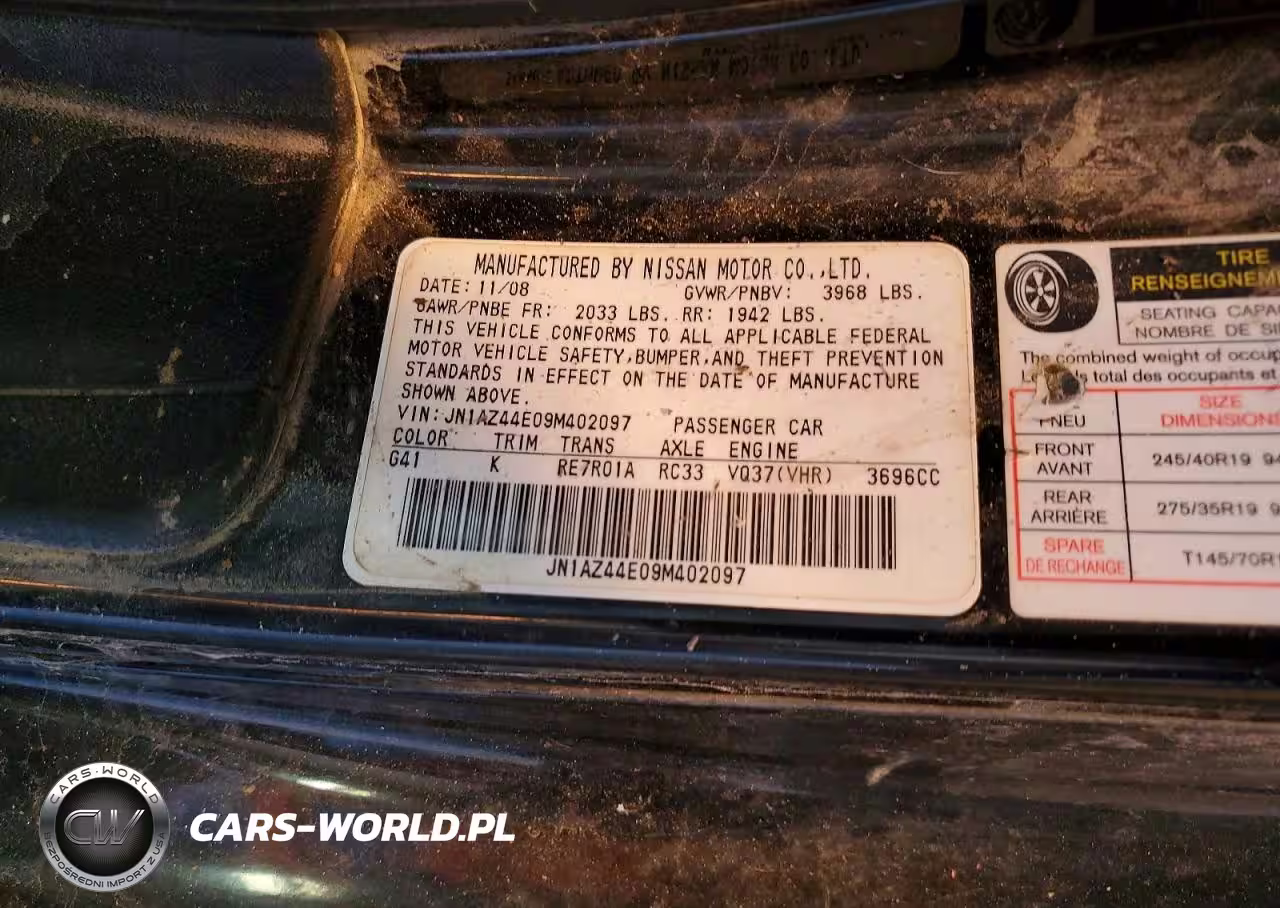 MANUFACTURED BY NISSAN MOTOR CO.,LTD.
DATE: 11/08 GVWR/PNBV: 3968 LBS.
GAWR/PNBE FR: 2033 LBS. RR: 1942 LBS.
THIS VEHICLE CONFORMS TO ALL APPLICABLE FEDERAL
MOTOR VEHICLE SAFETY,BUMPER,AND THEFT PREVENTION
STANDARDS IN EFFECT ON THE DATE OF MANUFACTURE
SHOWN ABOVE.
VIN:JN1AZ44E09M402097 PASSENGER CAR
COLOR TRIM TRANS AXLE ENGINE
G41 K RE7R01A RC33 VQ37(VHR) 3696CC
JN1AZ44E09M402097
TIRE
SEATING
NOMBRE DE
The combined weight of
total des occupants et
PNEU
SIZE
FRONT
AVANT
245/40R19
REAR
ARRIÈRE
275/35R19
SPARE
DE RECHANGE
CARS-WORLD
CW
BEZPOŚREDNI IMPORT Z USA
CARS-WORLD.PL